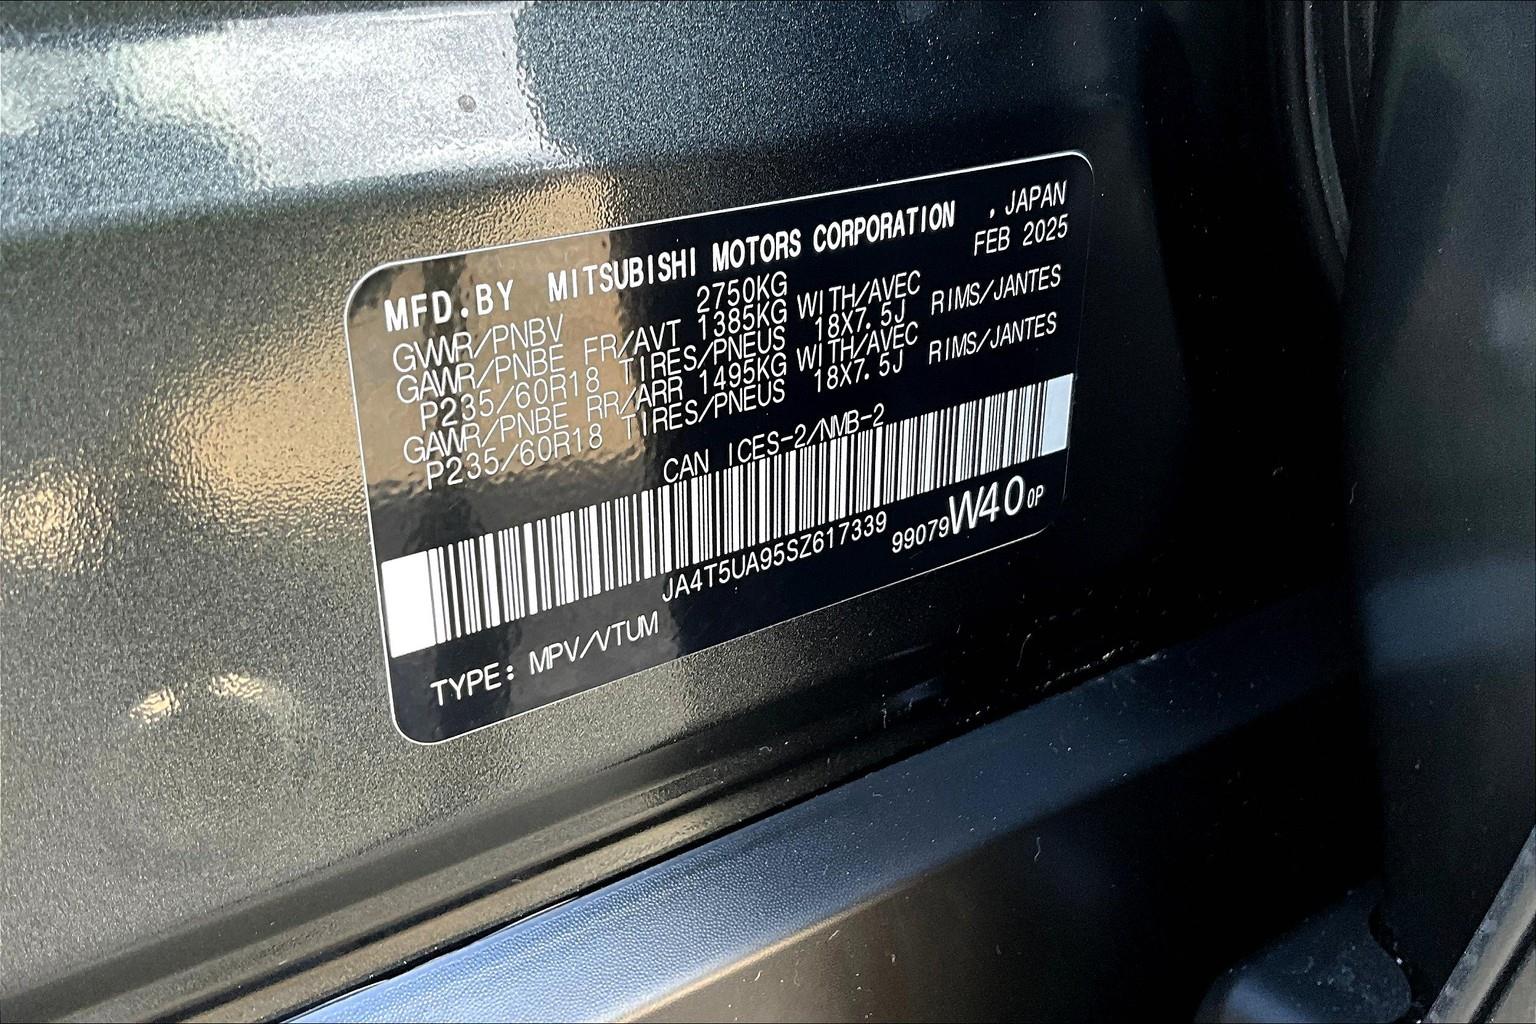 MFD.BY MITSUBISHI MOTORS CORPORATION . JAPAN
FEB 2025
GVWR/PNBV 2750KG
GAWR/PNBE FR/AVT 1385KG WITH/AVEC
P235/60R18 TIRES/PNEUS 18X7.5J RIMS/JANTES
GAWR/PNBE RR/ARR 1495KG WITH/AVEC
P235/60R18 TIRES/PNEUS 18X7.5J RIMS/JANTES
CAN ICES-2/NMB-2
JA4T5UA95SZ617339 99079W400P
TYPE: MPV/VTUM